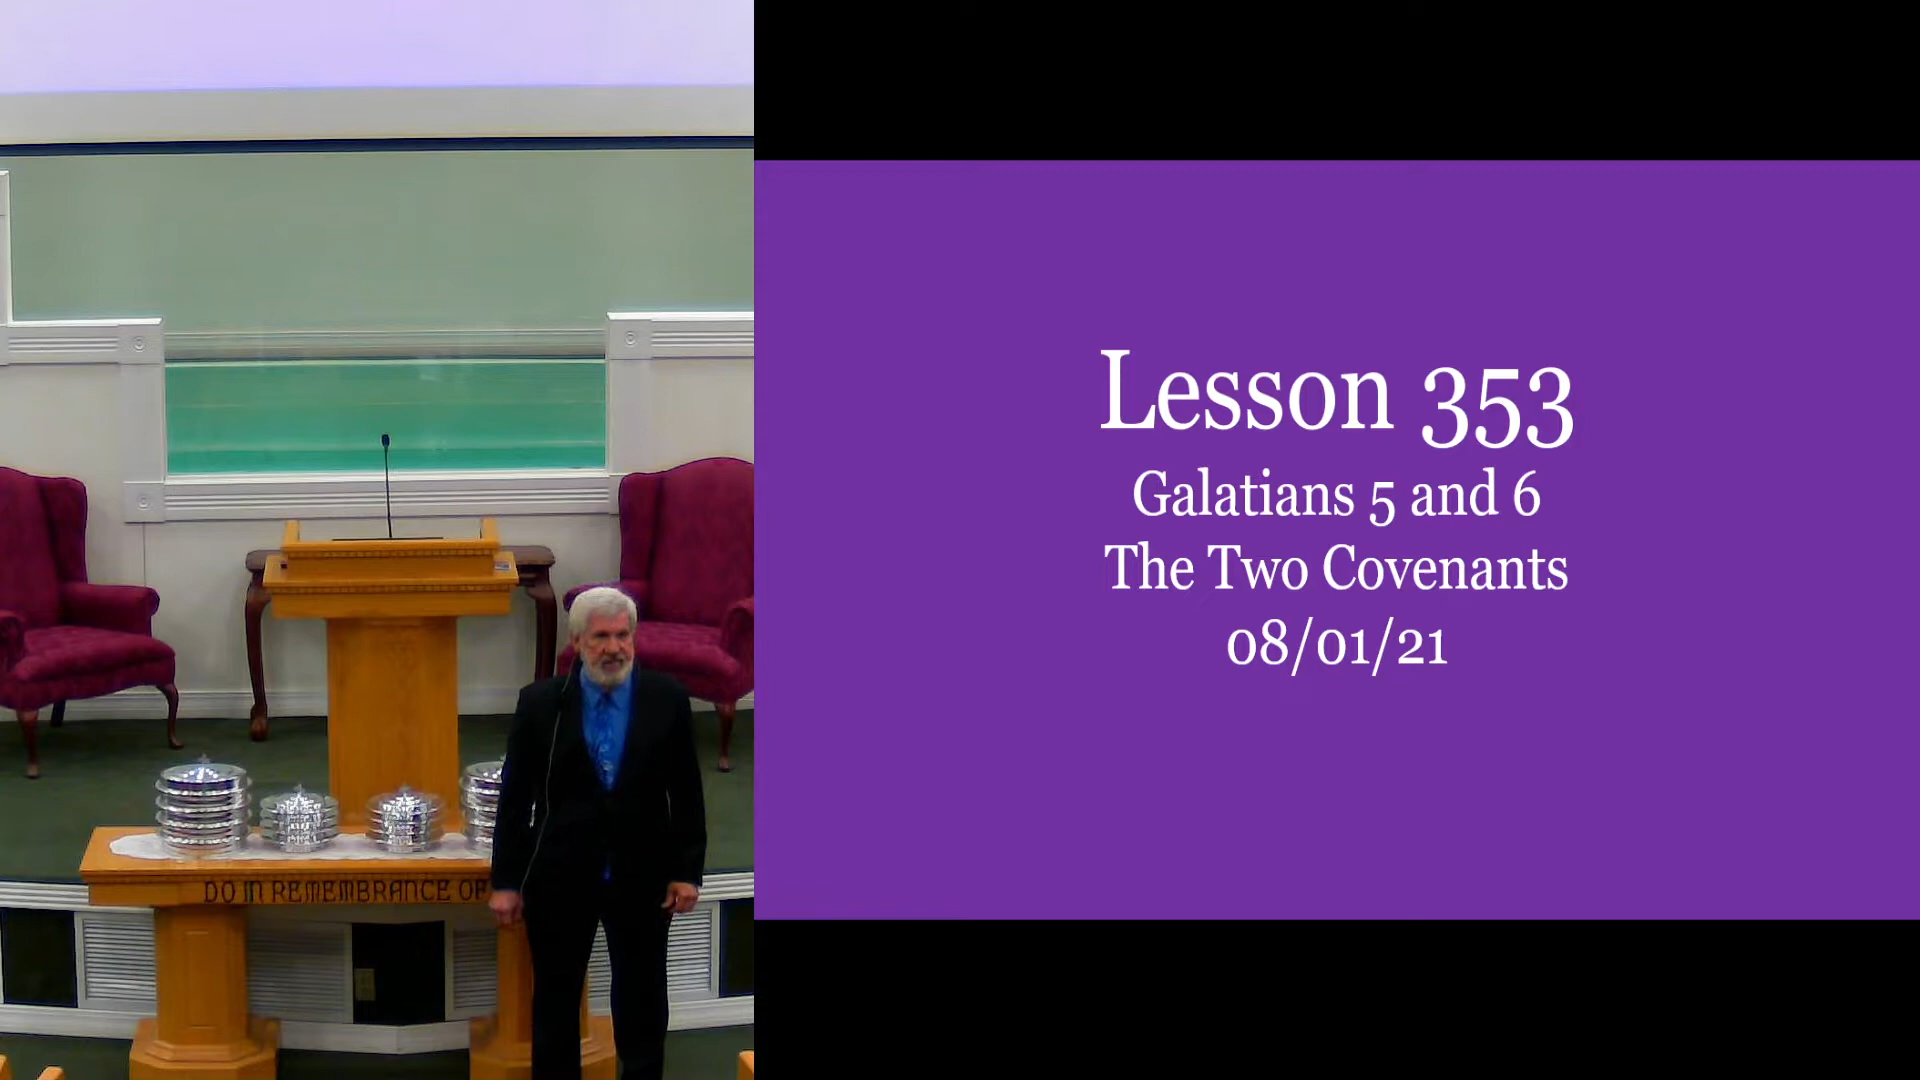 Lesson 353
Galatians 5 and 6
The Two Covenants
08/01/21
DO IN REMEMBRANCE OF